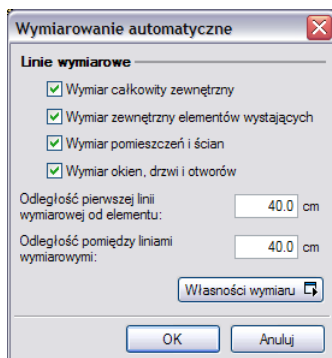 Wymiarowanie automatyczne
Linie wymiarowe
Wymiar całkowity zewnętrzny
Wymiar zewnętrzny elementów wystających
Wymiar pomieszczeń i ścian
Wymiar okien, drzwi i otworów
Odległość pierwszej linii
wymiarowej od elementu: 40.0 cm
Odległość pomiędzy liniami
wymiarowymi: 40.0 cm
Własności wymiaru
OK Anuluj